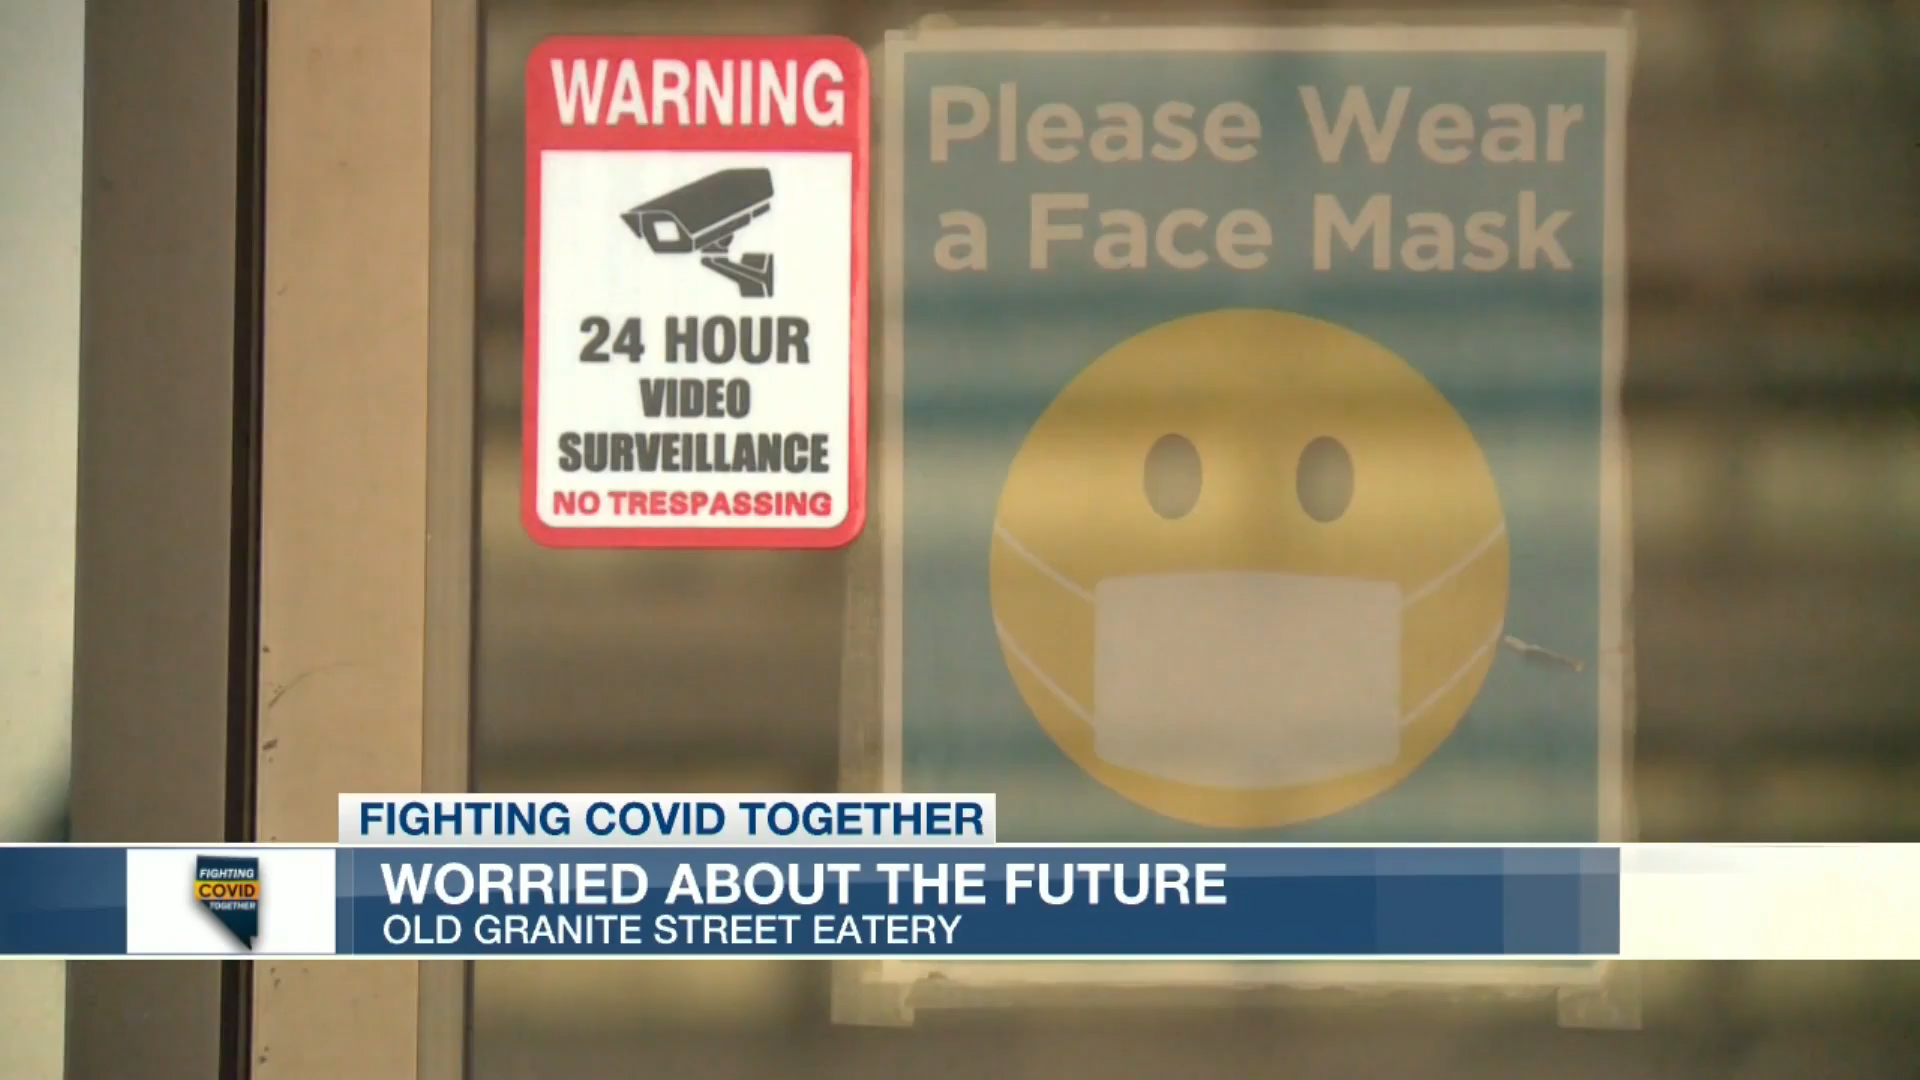 WARNING
24 HOUR
VIDEO
SURVEILLANCE
NO TRESPASSING
Please Wear
a Face Mask
FIGHTING COVID TOGETHER
FIGHTING
COVID
TOGETHER
WORRIED ABOUT THE FUTURE
OLD GRANITE STREET EATERY